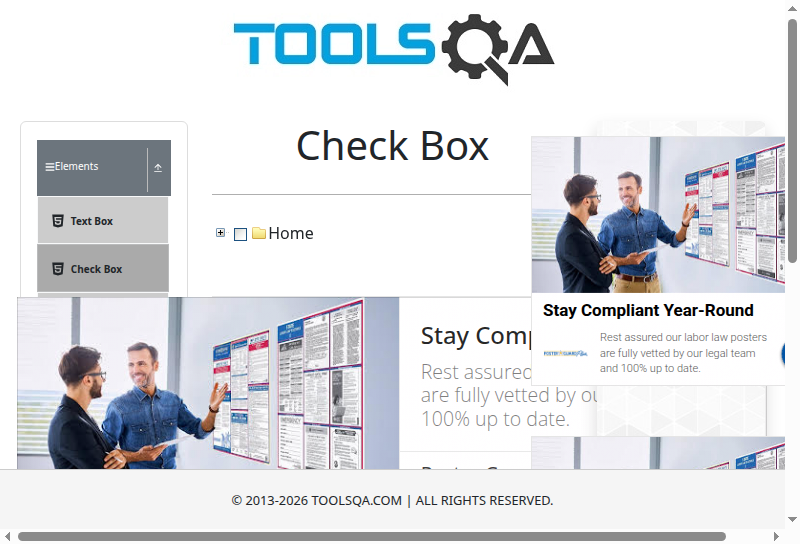 TOOLSQA
Check Box
Elements
Text Box
Check Box
Home
Stay Compliant Year-Round
Rest assured our labor law posters
are fully vetted by our legal team
and 100% up to date.
POSTER GUARD
Stay Comp
Rest assured
are fully vetted by ou
100% up to date.
© 2013-2026 TOOLSQA.COM | ALL RIGHTS RESERVED.